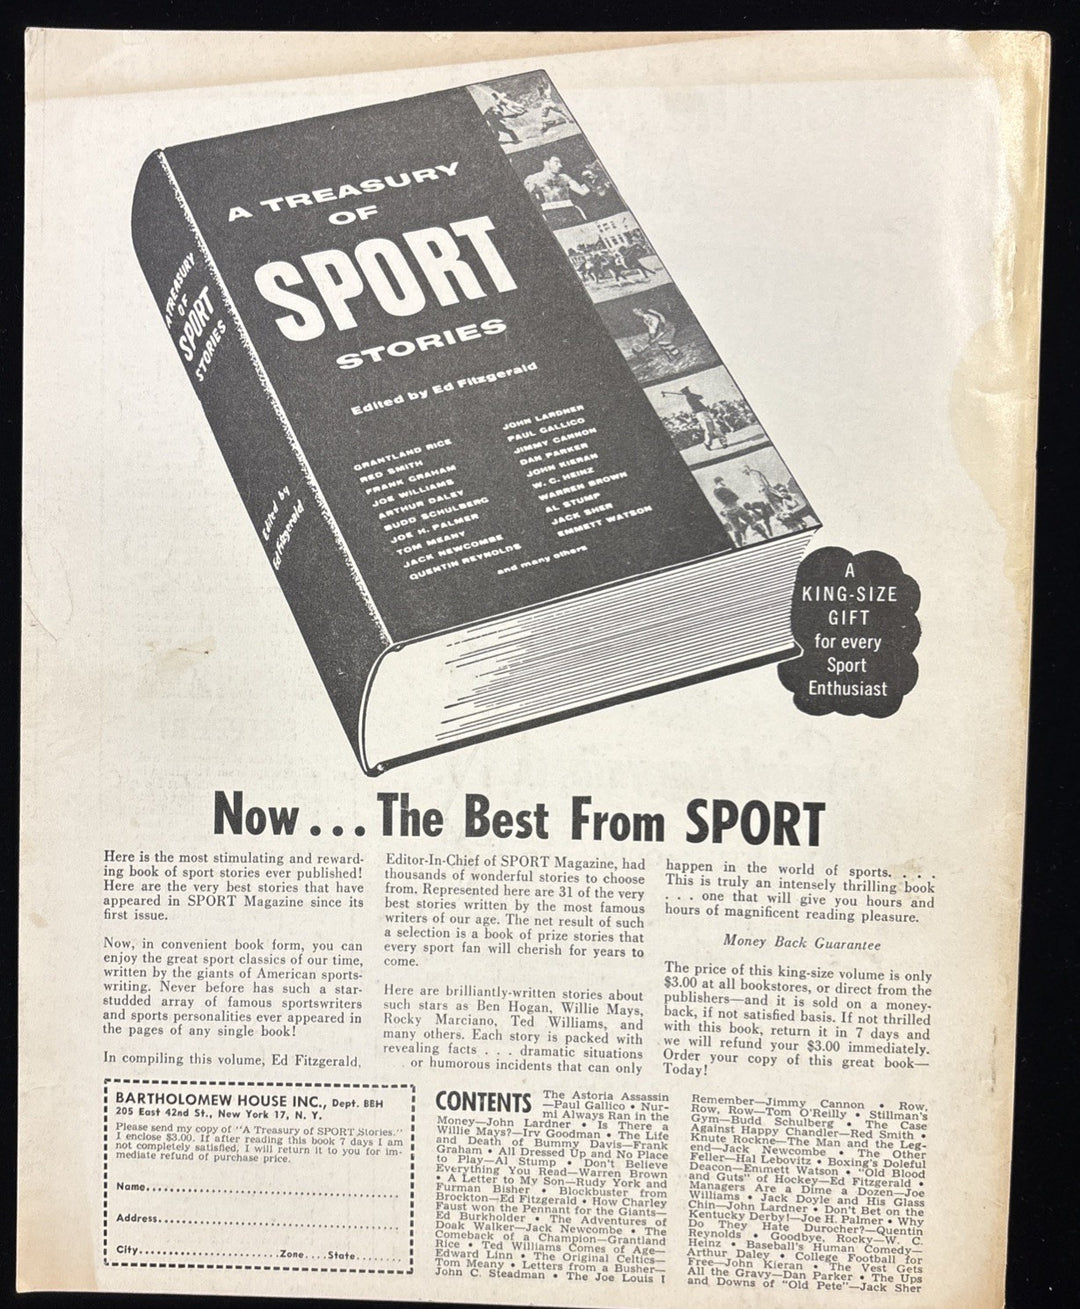 A TREASURY
OF
SPORT
STORIES
Edited by Ed Fitzgerald
GRANTLAND RICE
RED SMITH
FRANK GRAHAM
JOE WILLIAMS
ARTHUR DALEY
BUDD SCHULBERG
JOE H. PALMER
TOM MEANY
JACK NEWCOMBE
QUENTIN REYNOLDS
JOHN LARDNER
PAUL GALLICO
JIMMY CANNON
DAN PARKER
JOHN KIERAN
W. C. HEINZ
WARREN BROWN
AL STUMP
JACK SHER
EMMETT WATSON
and many others
A TREASURY
OF
SPORT
STORIES
Edited by
Ed Fitzgerald
A
KING-SIZE
GIFT
for every
Sport
Enthusiast
Now . . . The Best From SPORT
Here is the most stimulating and reward-
ing book of sport stories ever published!
Here are the very best stories that have
appeared in SPORT Magazine since its
first issue.
Now, in convenient book form, you can
enjoy the great sport classics of our time,
written by the giants of American sports-
writing. Never before has such a star-
studded array of famous sportswriters
and sports personalities ever appeared in
the pages of any single book!
In compiling this volume, Ed Fitzgerald,
Editor-In-Chief of SPORT Magazine, had
thousands of wonderful stories to choose
from. Represented here are 31 of the very
best stories written by the most famous
writers of our age. The net result of such
a selection is a book of prize stories that
every sport fan will cherish for years to
come.
Here are brilliantly-written stories about
such stars as Ben Hogan, Willie Mays,
Rocky Marciano, Ted Williams, and
many others. Each story is packed with
revealing facts . . . dramatic situations
. or humorous incidents that can only
happen in the world of sports. . . .
This is truly an intensely thrilling book
. . . one that will give you hours and
hours of magnificent reading pleasure.
Money Back Guarantee
The price of this king-size volume is only
$3.00 at all bookstores, or direct from the
publishers—and it is sold on a money-
back, if not satisfied basis. If not thrilled
with this book, return it in 7 days and
we will refund your $3.00 immediately.
Order your copy of this great book—
Today!
BARTHOLOMEW HOUSE INC., Dept. BBH
205 East 42nd St., New York 17, N. Y.
Please send my copy of "A Treasury of SPORT Stories."
I enclose $3.00. If after reading this book 7 days I am
not completely satisfied, I will return it to you for im-
mediate refund of purchase price.
Name
Address
City Zone State
CONTENTS The Astoria Assassin
—Paul Gallico • Nur-
mi Always Ran in the
Money—John Lardner • Is There a
Willie Mays?—Irv Goodman • The Life
and Death of Bummy Davis—Frank
Graham • All Dressed Up and No Place
to Play—Al Stump • Don't Believe
Everything You Read—Warren Brown
• A Letter to My Son—Rudy York and
Furman Bisher • Blockbuster from
Brockton—Ed Fitzgerald • How Charley
Faust won the Pennant for the Giants—
Ed Burkholder • The Adventures of
Doak Walker—Jack Newcombe • The
Comeback of a Champion—Grantland
Rice • Ted Williams Comes of Age—
Edward Linn • The Original Celtics—
Tom Meany • Letters from a Busher—
John C. Steadman • The Joe Louis I
Remember—Jimmy Cannon • Row,
Row, Row—Tom O'Reilly • Stillman's
Gym—Budd Schulberg • The Case
Against Happy Chandler—Red Smith •
Knute Rockne—The Man and the Leg-
end—Jack Newcombe • The Other
Feller—Hal Lebovitz • Boxing's Doleful
Deacon—Emmett Watson • "Old Blood
and Guts" of Hockey—Ed Fitzgerald •
Managers Are a Dime a Dozen—Joe
Williams • Jack Doyle and His Glass
Chin—John Lardner • Don't Bet on the
Kentucky Derby!—Joe H. Palmer • Why
Do They Hate Durocher?—Quentin
Reynolds • Goodbye, Rocky—W. C.
Heinz • Baseball's Human Comedy—
Arthur Daley • College Football for
Free—John Kieran • The Vest Gets
All the Gravy—Dan Parker • The Ups
and Downs of "Old Pete"—Jack Sher